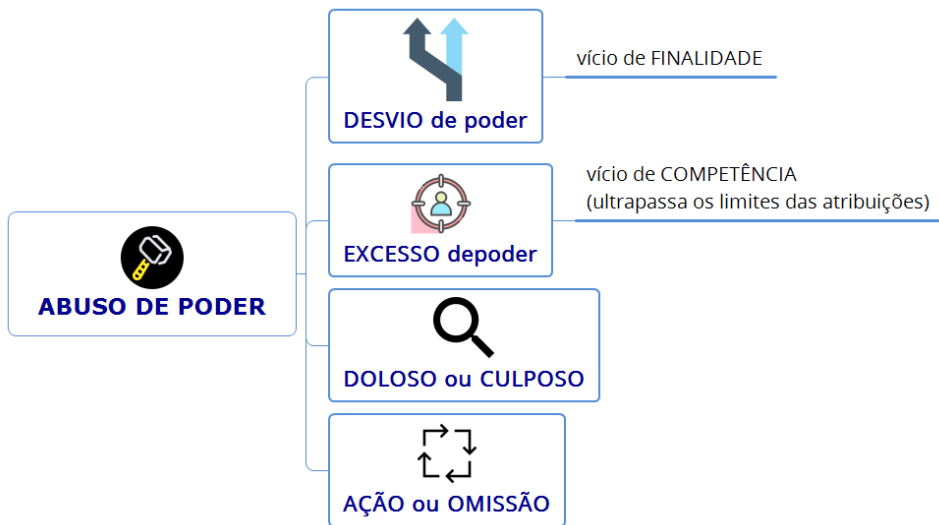 ABUSO DE PODER
DESVIO de poder
vício de FINALIDADE
EXCESSO depoder
vício de COMPETÊNCIA
(ultrapassa os limites das atribuições)
DOLOSO ou CULPOSO
AÇÃO ou OMISSÃO